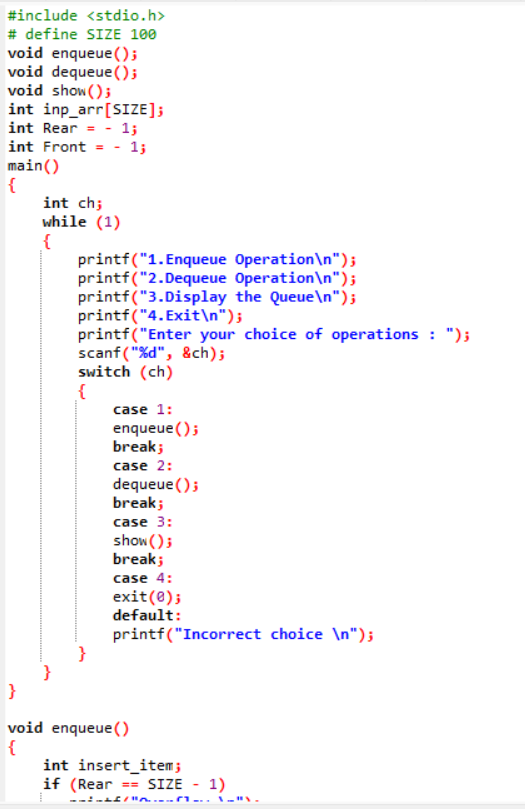 #include <stdio.h>
# define SIZE 100
void enqueue();
void dequeue();
void show();
int inp_arr[SIZE];
int Rear = - 1;
int Front = - 1;
main()
{
    int ch;
    while (1)
    {
        printf("1.Enqueue Operation\n");
        printf("2.Dequeue Operation\n");
        printf("3.Display the Queue\n");
        printf("4.Exit\n");
        printf("Enter your choice of operations : ");
        scanf("%d", &ch);
        switch (ch)
        {
            case 1:
            enqueue();
            break;
            case 2:
            dequeue();
            break;
            case 3:
            show();
            break;
            case 4:
            exit(0);
            default:
            printf("Incorrect choice \n");
        }
    }
}

void enqueue()
{
    int insert_item;
    if (Rear == SIZE - 1)